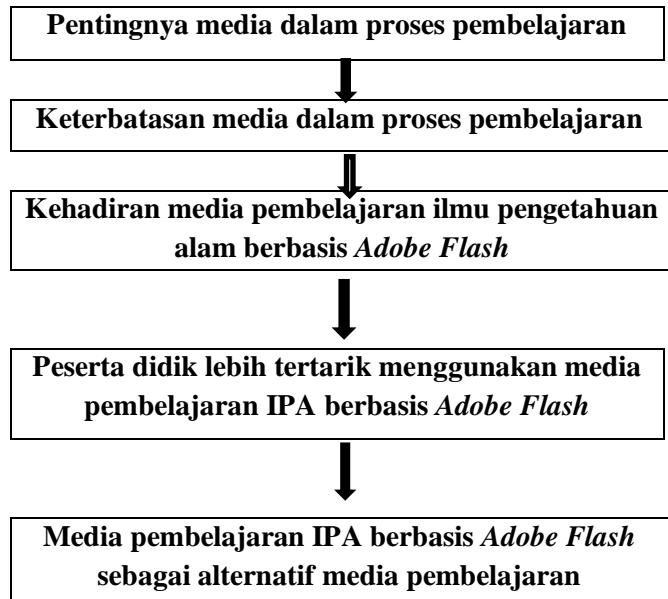 Pentingnya media dalam proses pembelajaran
Keterbatasan media dalam proses pembelajaran
Kehadiran media pembelajaran ilmu pengetahuan
alam berbasis Adobe Flash
Peserta didik lebih tertarik menggunakan media
pembelajaran IPA berbasis Adobe Flash
Media pembelajaran IPA berbasis Adobe Flash
sebagai alternatif media pembelajaran